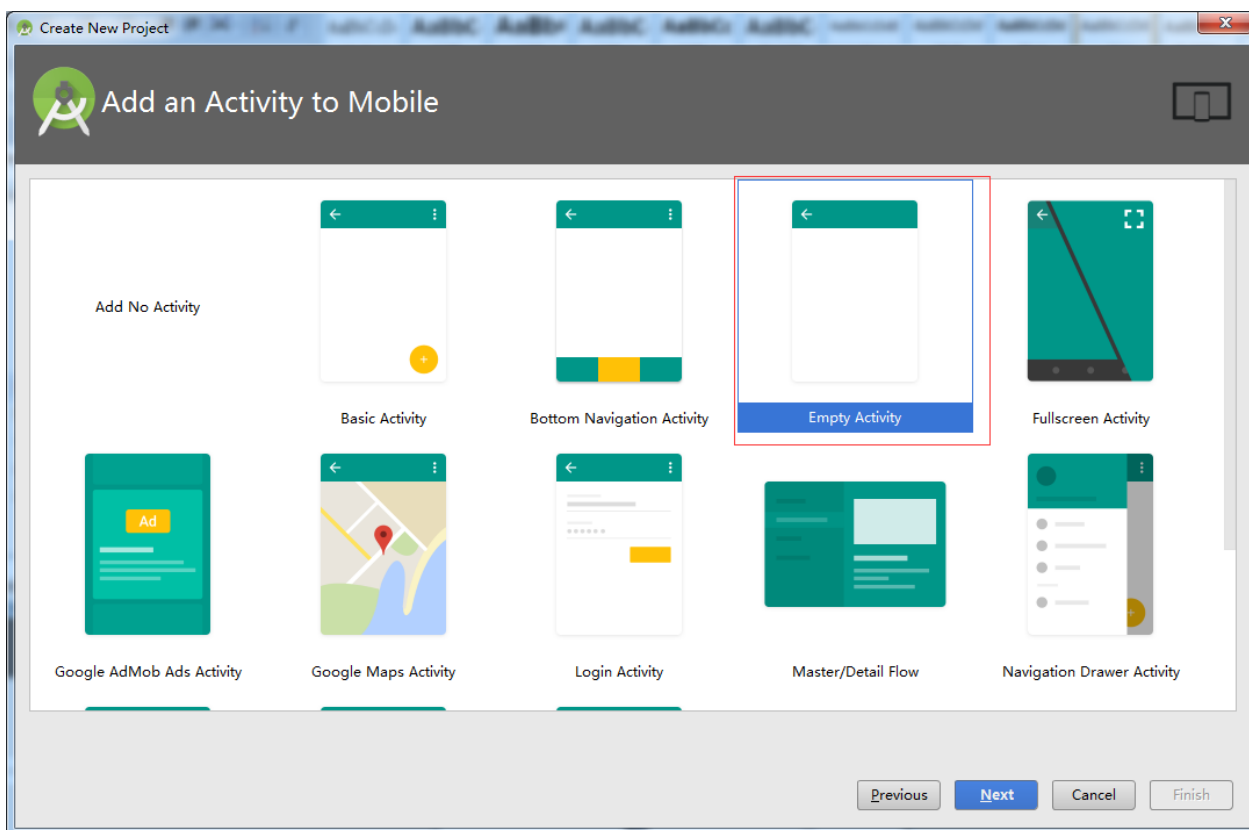 Create New Project
Add an Activity to Mobile
Add No Activity
Basic Activity
Bottom Navigation Activity
Empty Activity
Fullscreen Activity
Ad
Google AdMob Ads Activity
Google Maps Activity
Login Activity
Master/Detail Flow
Navigation Drawer Activity
Previous
Next
Cancel
Finish